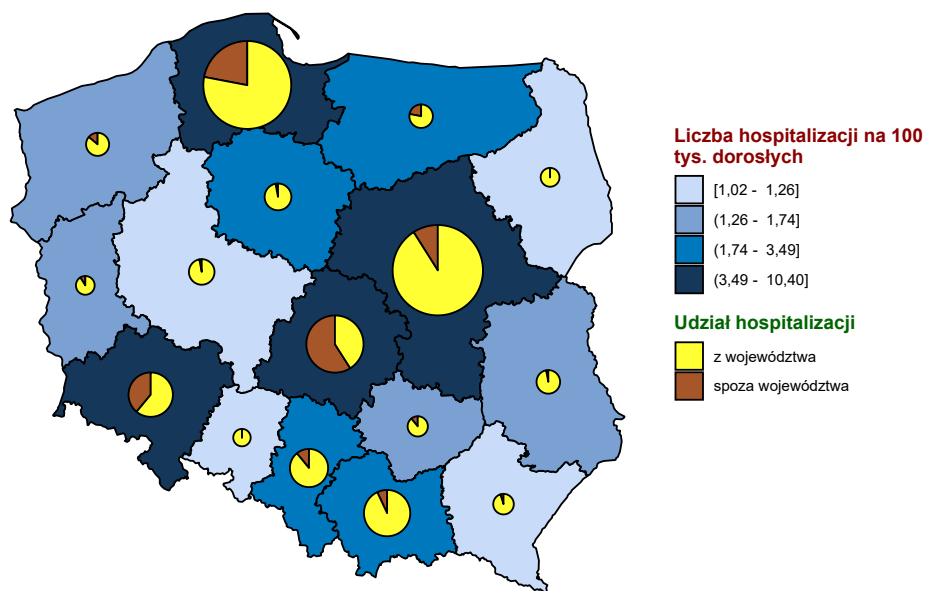 Liczba hospitalizacji na 100
tys. dorosłych
[1,02 - 1,26]
(1,26 - 1,74]
(1,74 - 3,49]
(3,49 - 10,40]
Udział hospitalizacji
z województwa
spoza województwa